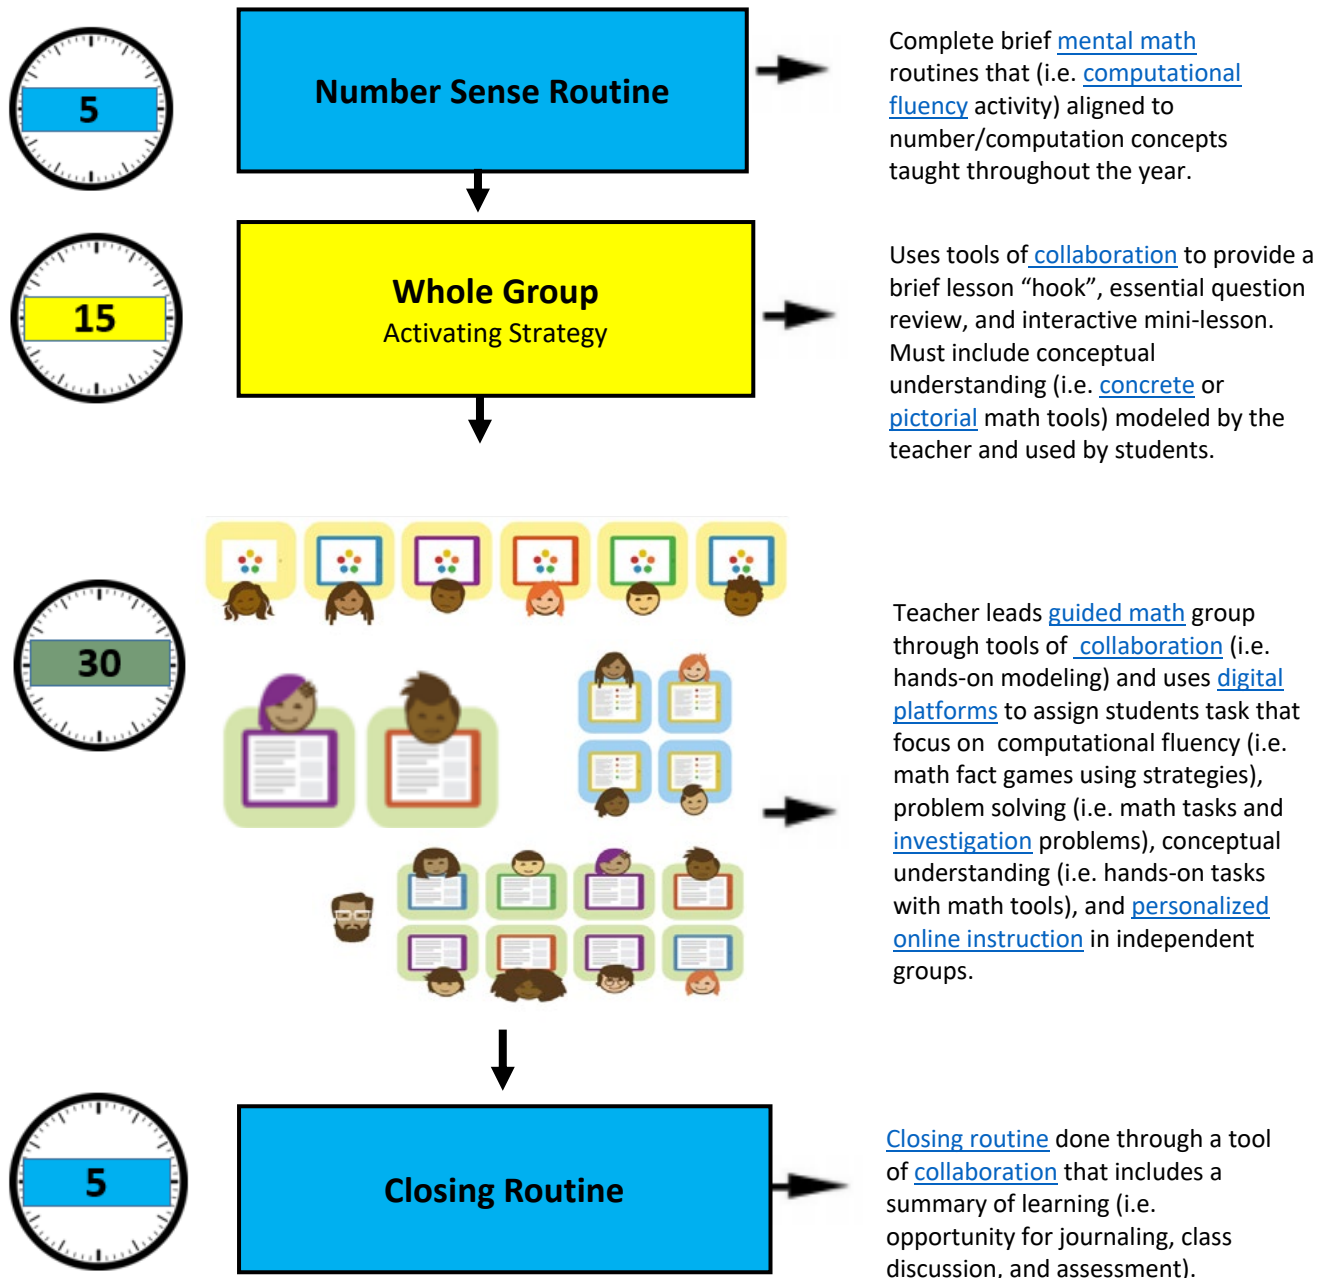 5
Number Sense Routine
Complete brief mental math
routines that (i.e. computational
fluency activity) aligned to
number/computation concepts
taught throughout the year.
15
Whole Group
Activating Strategy
Uses tools of collaboration to provide a
brief lesson “hook”, essential question
review, and interactive mini-lesson.
Must include conceptual
understanding (i.e. concrete or
pictorial math tools) modeled by the
teacher and used by students.
30
Teacher leads guided math group
through tools of collaboration (i.e.
hands-on modeling) and uses digital
platforms to assign students task that
focus on computational fluency (i.e.
math fact games using strategies),
problem solving (i.e. math tasks and
investigation problems), conceptual
understanding (i.e. hands-on tasks
with math tools), and personalized
online instruction in independent
groups.
5
Closing Routine
Closing routine done through a tool
of collaboration that includes a
summary of learning (i.e.
opportunity for journaling, class
discussion, and assessment).